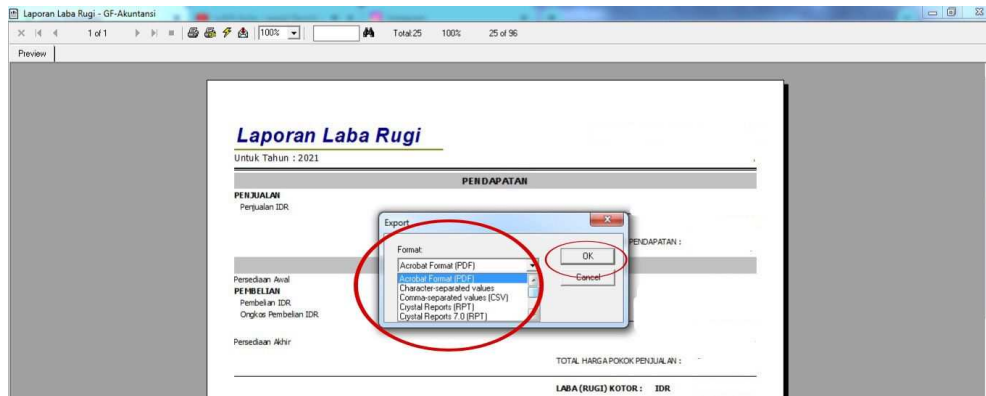 Laporan Laba Rugi - GF-Akuntansi
1 of 1 100% Total:25 100% 25 of 96
Preview
Laporan Laba Rugi
Untuk Tahun : 2021
PENDAPATAN
PENJUALAN
Penjualan IDR
Export
PENDAPATAN :
Format:
OK
Acrobat Format (PDF)
Cancel
Acrobat Format (PDF)
Character-separated values
Comma-separated values (CSV)
Crystal Reports (RPT)
Crystal Reports 7.0 (RPT)
Persediaan Awal
PEMBELIAN
Pembelian IDR
Ongkos Pembelian IDR
Persediaan Akhir
TOTAL HARGA POKOK PENJUALAN :
LABA (RUGI) KOTOR : IDR